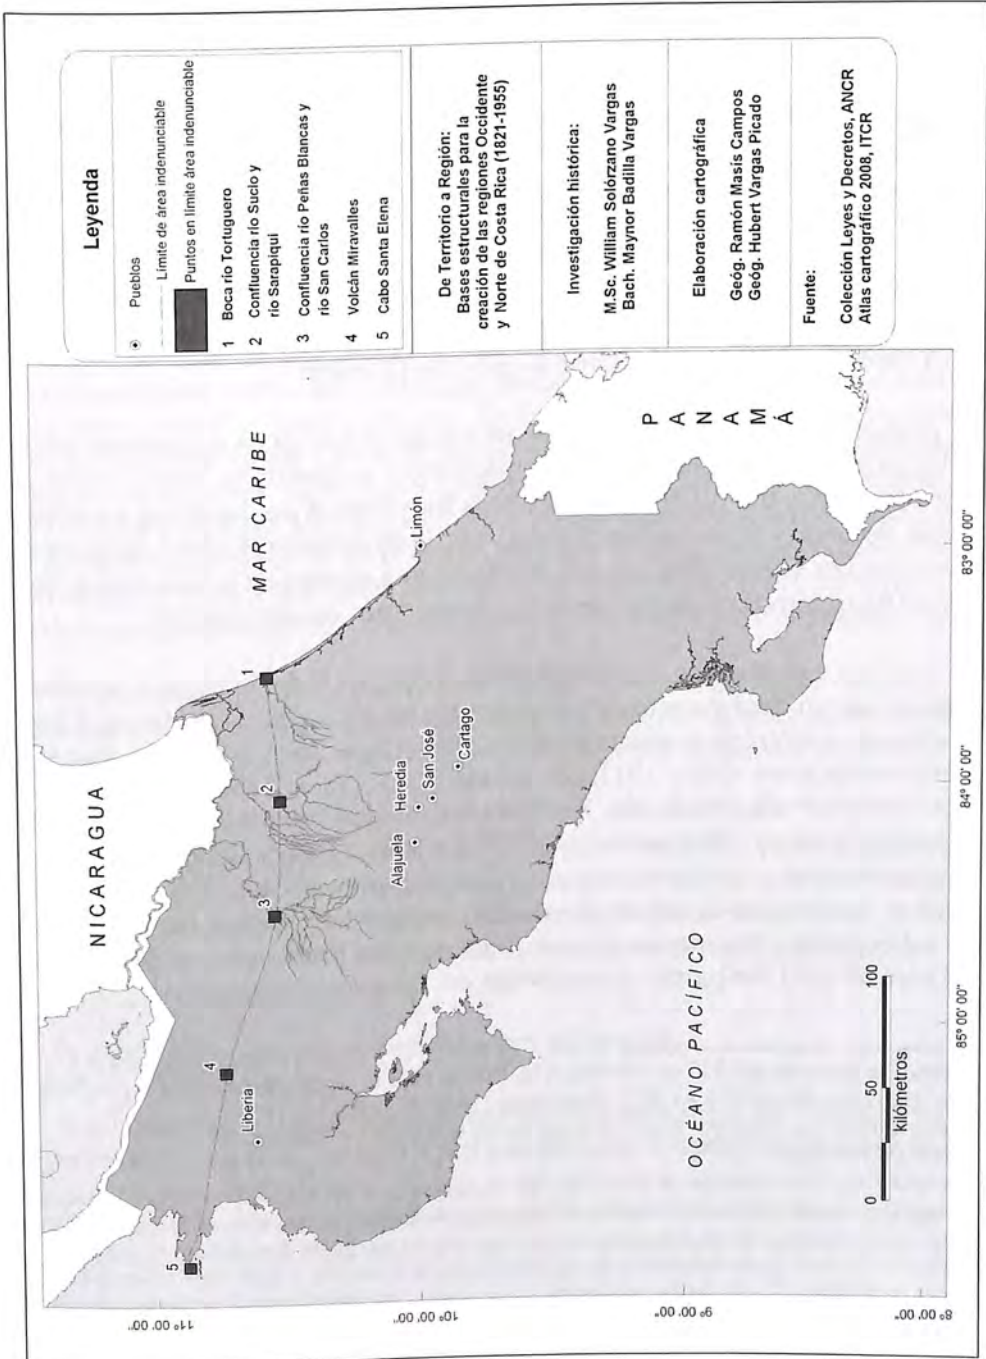 Leyenda
Pueblos
Límite de área indenunciable
Puntos en límite área indenunciable
1 Boca río Tortuguero
2 Confluencia río Sucio y
río Sarapiqui
3 Confluencia río Peñas Blancas y
río San Carlos
4 Volcán Miravalles
5 Cabo Santa Elena
De Territorio a Región:
Bases estructurales para la
creación de las regiones Occidente
y Norte de Costa Rica (1821-1955)
Investigación histórica:
M.Sc. William Solórzano Vargas
Bach. Maynor Badilla Vargas
Elaboración cartográfica
Geóg. Ramón Masís Campos
Geóg. Hubert Vargas Picado
Fuente:
Colección Leyes y Decretos, ANCR
Atlas cartográfico 2008, ITCR
NICARAGUA
MAR CARIBE
PANAMÁ
OCÉANO PACÍFICO
1
2
3
4
5
Limón
Cartago
San José
Heredia
Alajuela
Liberia
0 50 100
kilómetros
11° 00' 00"
10° 00' 00"
9° 00' 00"
8° 00' 00"
85° 00' 00"
84° 00' 00"
83° 00' 00"